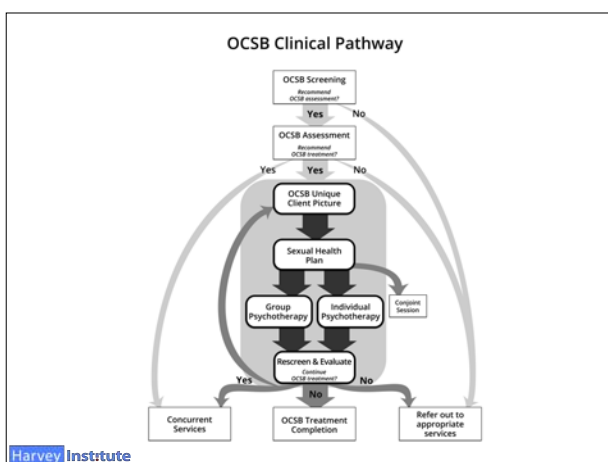 OCSB Clinical Pathway
OCSB Screening
Recommend
OCSB assessment?
Yes
No
OCSB Assessment
Recommend
OCSB treatment?
Yes
Yes
No
OCSB Unique
Client Picture
Sexual Health
Plan
Group
Psychotherapy
Individual
Psychotherapy
Conjoint
Session
Rescreen & Evaluate
Continue
OCSB treatment?
Yes
No
No
Concurrent
Services
OCSB Treatment
Completion
Refer out to
appropriate
services
Harvey Institute